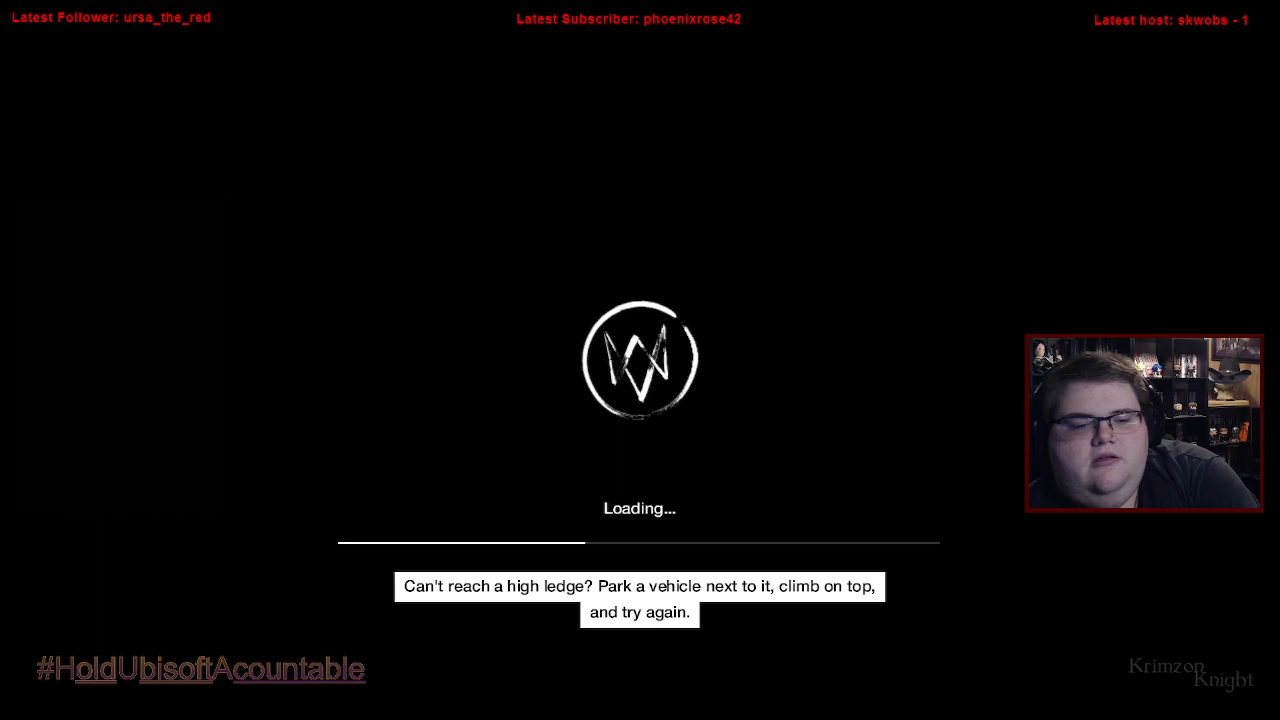 Latest Follower: ursa_the_red
Latest Subscriber: phoenixrose42
Latest host: skwobs - 1
Loading...
Can't reach a high ledge? Park a vehicle next to it, climb on top,
and try again.
#HoldUbisoftAcountable
Krimzon
Knight